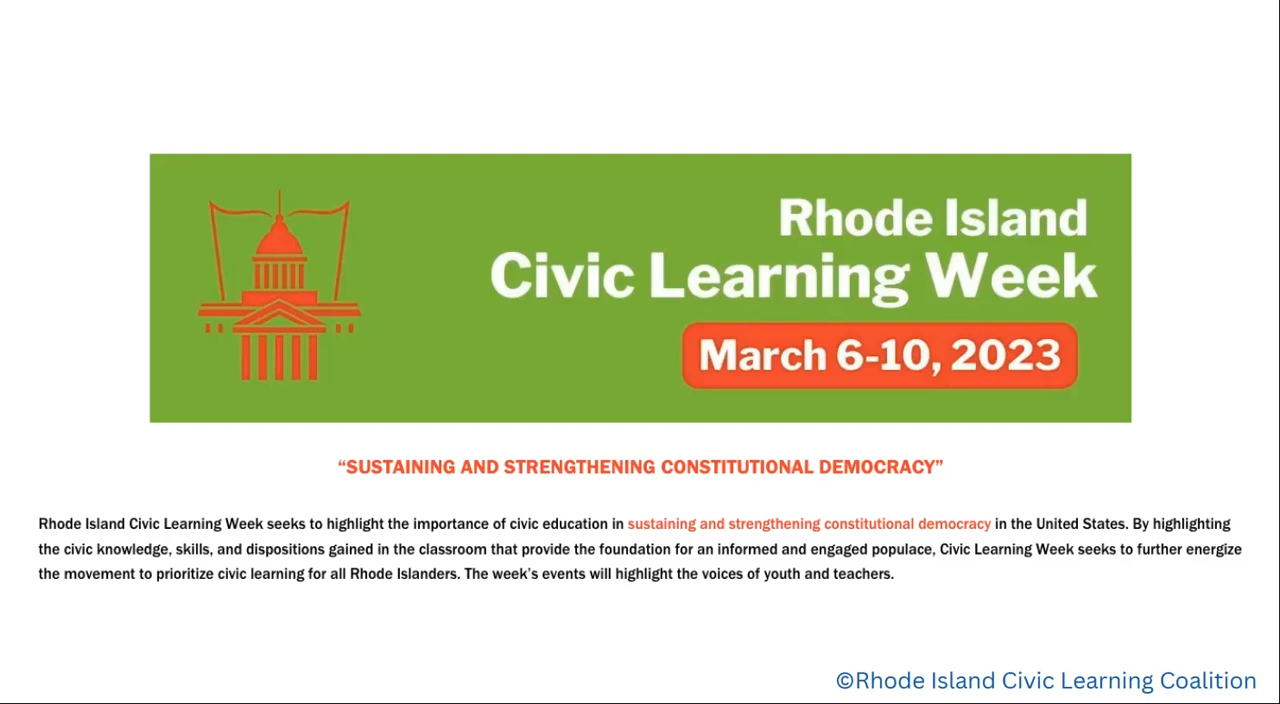 Rhode Island
Civic Learning Week
March 6-10, 2023
“SUSTAINING AND STRENGTHENING CONSTITUTIONAL DEMOCRACY”
Rhode Island Civic Learning Week seeks to highlight the importance of civic education in sustaining and strengthening constitutional democracy in the United States. By highlighting
the civic knowledge, skills, and dispositions gained in the classroom that provide the foundation for an informed and engaged populace, Civic Learning Week seeks to further energize
the movement to prioritize civic learning for all Rhode Islanders. The week’s events will highlight the voices of youth and teachers.
©Rhode Island Civic Learning Coalition